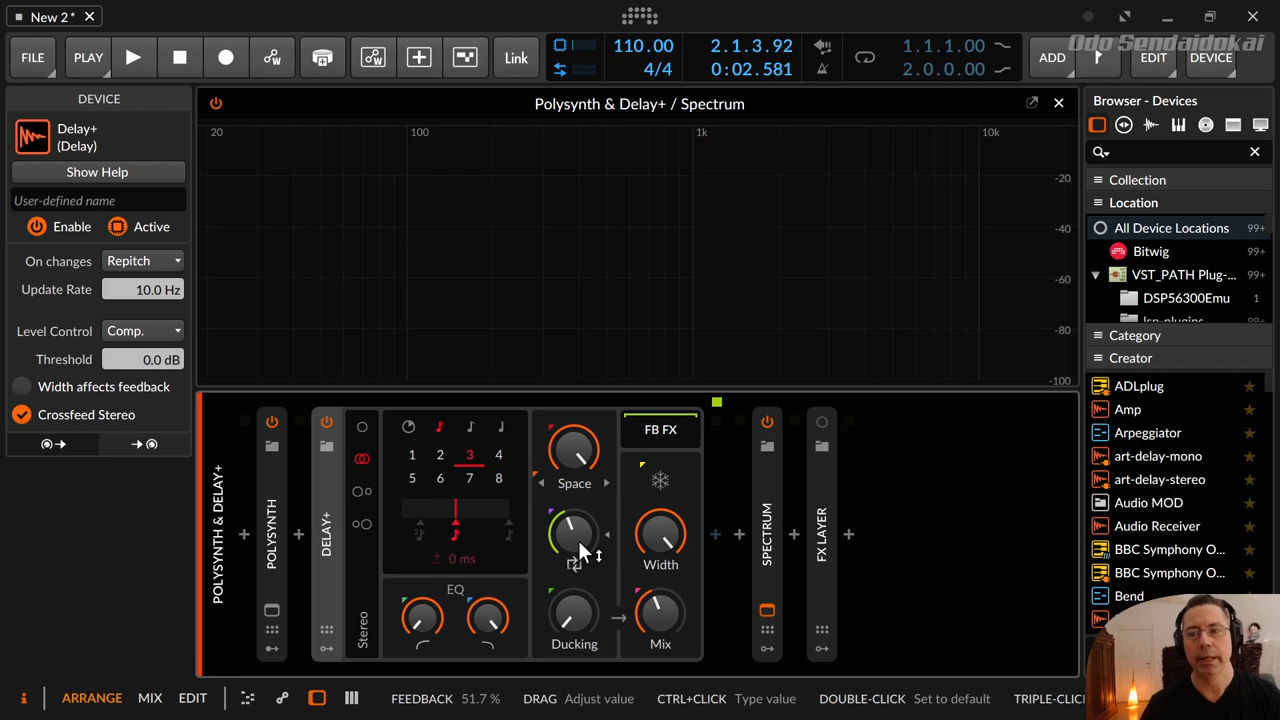 New 2*
FILE
PLAY
Link
110.00
4/4
2.1.3.92
0:02.581
1.1.1.00
2.0.0.00
Odo Sendaidokai
ADD
EDIT
DEVICE
DEVICE
Delay+
(Delay)
Show Help
User-defined name
Enable
Active
On changes
Repitch
Update Rate
10.0 Hz
Level Control
Comp.
Threshold
0.0 dB
Width affects feedback
Crossfeed Stereo
Polysynth & Delay+ / Spectrum
20
100
1k
10k
-20
-40
-60
-80
-100
POLYSYNTH & DELAY+
POLYSYNTH
DELAY+
Stereo
1 2 3 4
5 6 7 8
± 0 ms
EQ
Space
Ducking
FB FX
Width
Mix
SPECTRUM
FX LAYER
Browser - Devices
Collection
Location
All Device Locations 99+
Bitwig 99+
VST_PATH Plug-... 99+
DSP56300Emu 1
lsp-plugins
Category
Creator
ADLplug
Amp
Arpeggiator
art-delay-mono
art-delay-stereo
Audio MOD
Audio Receiver
BBC Symphony O...
BBC Symphony O...
Bend
ARRANGE
MIX
EDIT
FEEDBACK 51.7 %
DRAG Adjust value
CTRL+CLICK Type value
DOUBLE-CLICK Set to default
TRIPLE-CLIC